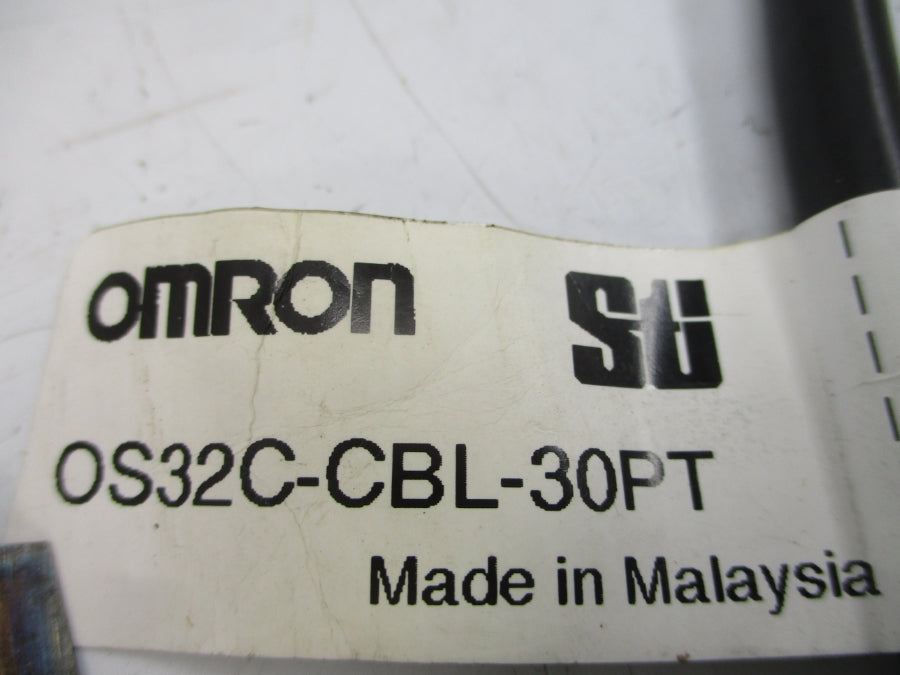 OMRON Sti
OS32C-CBL-30PT
Made in Malaysia